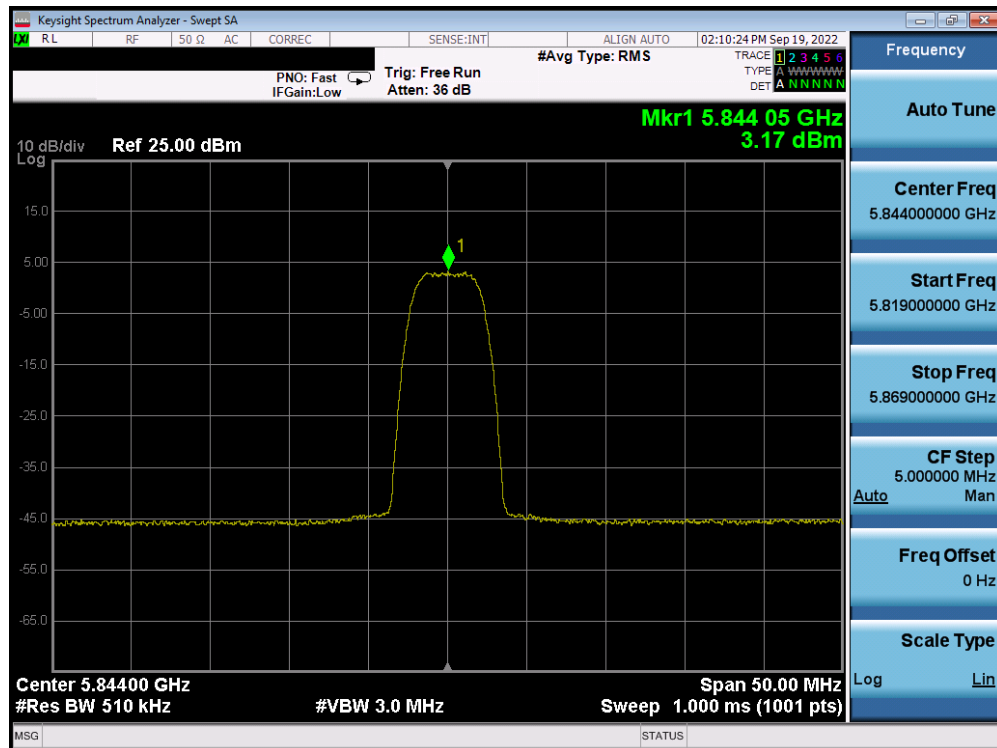 Keysight Spectrum Analyzer - Swept SA
LXI RL RF 50 Ω AC CORREC SENSE:INT ALIGN AUTO 02:10:24 PM Sep 19, 2022
PNO: Fast
IFGain:Low
Trig: Free Run
Atten: 36 dB
#Avg Type: RMS
TRACE 1 2 3 4 5 6
TYPE A WWWWW
DET A N N N N N
Mkr1 5.844 05 GHz
3.17 dBm
10 dB/div
Log
Ref 25.00 dBm
15.0
5.00
-5.00
-15.0
-25.0
-35.0
-45.0
-55.0
-65.0
1
Center 5.84400 GHz
#Res BW 510 kHz
#VBW 3.0 MHz
Span 50.00 MHz
Sweep 1.000 ms (1001 pts)
MSG
STATUS
Frequency
Auto Tune
Center Freq
5.844000000 GHz
Start Freq
5.819000000 GHz
Stop Freq
5.869000000 GHz
CF Step
5.000000 MHz
Auto Man
Freq Offset
0 Hz
Scale Type
Log Lin